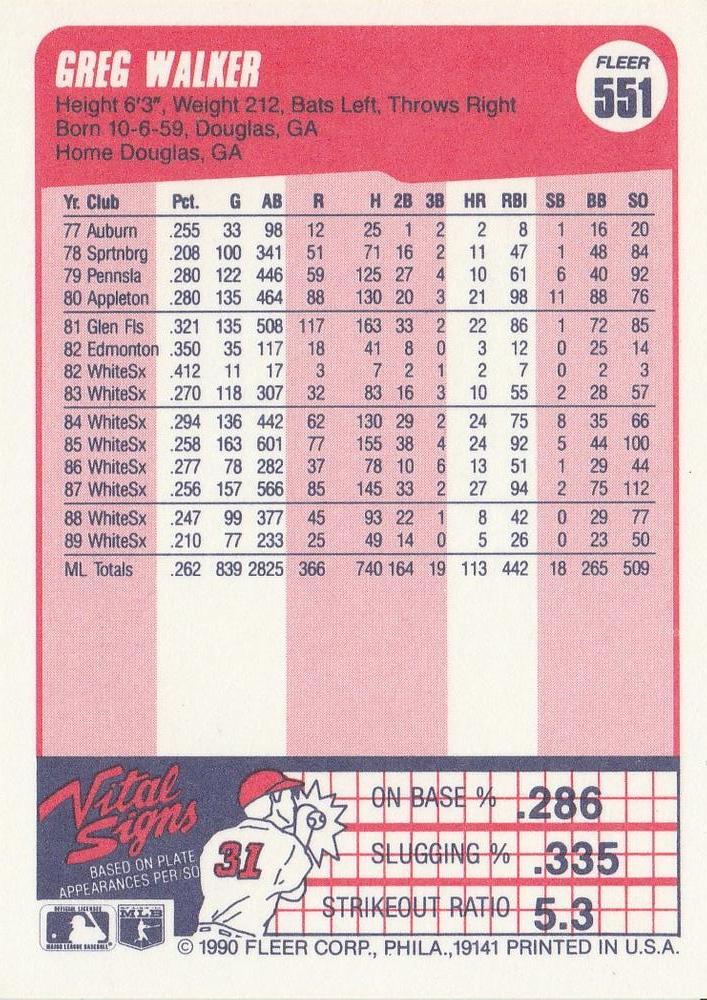 GREG WALKER
Height 6'3", Weight 212, Bats Left, Throws Right
Born 10-6-59, Douglas, GA
Home Douglas, GA
FLEER
551
Yr. Club Pct. G AB R H 2B 3B HR RBI SB BB SO
77 Auburn .255 33 98 12 25 1 2 2 8 1 16 20
78 Sprtnbrg .208 100 341 51 71 16 2 11 47 1 48 84
79 Pennsla .280 122 446 59 125 27 4 10 61 6 40 92
80 Appleton .280 135 464 88 130 20 3 21 98 11 88 76
81 Glen Fls .321 135 508 117 163 33 2 22 86 1 72 85
82 Edmonton .350 35 117 18 41 8 0 3 12 0 25 14
82 WhiteSx .412 11 17 3 7 2 1 2 7 0 2 3
83 WhiteSx .270 118 307 32 83 16 3 10 55 2 28 57
84 WhiteSx .294 136 442 62 130 29 2 24 75 8 35 66
85 WhiteSx .258 163 601 77 155 38 4 24 92 5 44 100
86 WhiteSx .277 78 282 37 78 10 6 13 51 1 29 44
87 WhiteSx .256 157 566 85 145 33 2 27 94 2 75 112
88 WhiteSx .247 99 377 45 93 22 1 8 42 0 29 77
89 WhiteSx .210 77 233 25 49 14 0 5 26 0 23 50
ML Totals .262 839 2825 366 740 164 19 113 442 18 265 509
Vital
Signs
BASED ON PLATE
APPEARANCES PER/SO
31
ON BASE % .286
SLUGGING % .335
STRIKEOUT RATIO 5.3
OFFICIAL LICENSEE
MAJOR LEAGUE BASEBALL
MLB
© 1990 FLEER CORP., PHILA.,19141 PRINTED IN U.S.A.